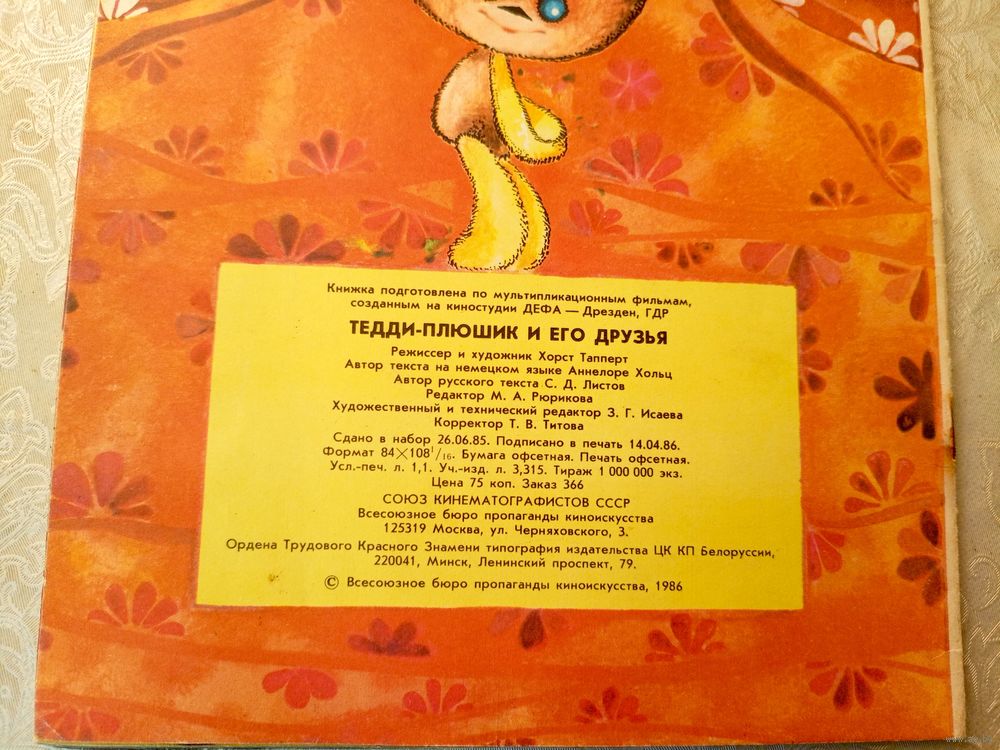 Книжка подготовлена по мультипликационным фильмам,
созданным на киностудии ДЕФА — Дрезден, ГДР
ТЕДДИ-ПЛЮШИК И ЕГО ДРУЗЬЯ
Режиссер и художник Хорст Тапперт
Автор текста на немецком языке Аннелоре Хольц
Автор русского текста С. Д. Листов
Редактор М. А. Рюрикова
Художественный и технический редактор З. Г. Исаева
Корректор Т. В. Титова
Сдано в набор 26.06.85. Подписано в печать 14.04.86.
Формат 84×108¹/₁₆. Бумага офсетная. Печать офсетная.
Усл.-печ. л. 1,1. Уч.-изд. л. 3,315. Тираж 1 000 000 экз.
Цена 75 коп. Заказ 366
СОЮЗ КИНЕМАТОГРАФИСТОВ СССР
Всесоюзное бюро пропаганды киноискусства
125319 Москва, ул. Черняховского, 3.
Ордена Трудового Красного Знамени типография издательства ЦК КП Белоруссии,
220041, Минск, Ленинский проспект, 79.
© Всесоюзное бюро пропаганды киноискусства, 1986